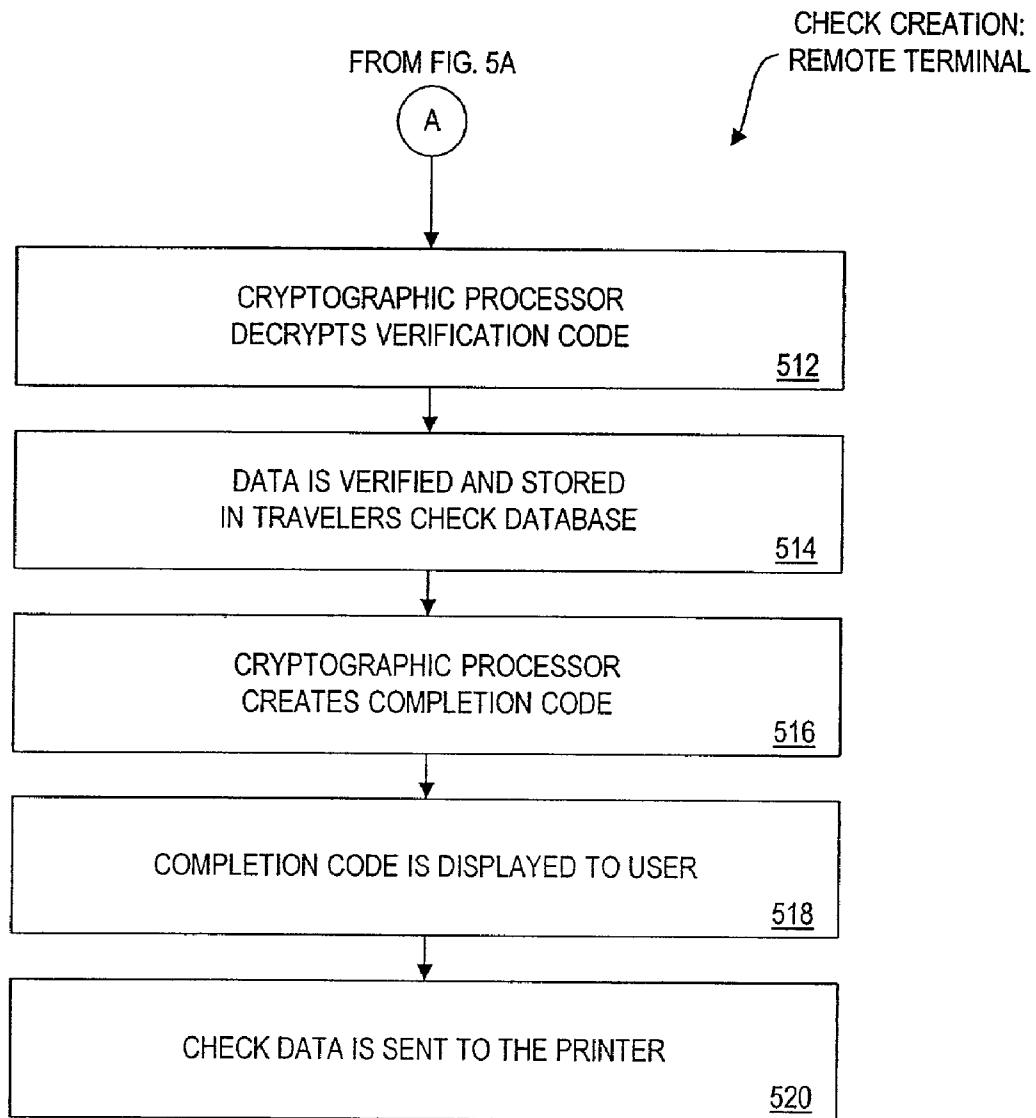 CHECK CREATION:
REMOTE TERMINAL
FROM FIG. 5A
A
CRYPTOGRAPHIC PROCESSOR
DECRYPTS VERIFICATION CODE
512
DATA IS VERIFIED AND STORED
IN TRAVELERS CHECK DATABASE
514
CRYPTOGRAPHIC PROCESSOR
CREATES COMPLETION CODE
516
COMPLETION CODE IS DISPLAYED TO USER
518
CHECK DATA IS SENT TO THE PRINTER
520